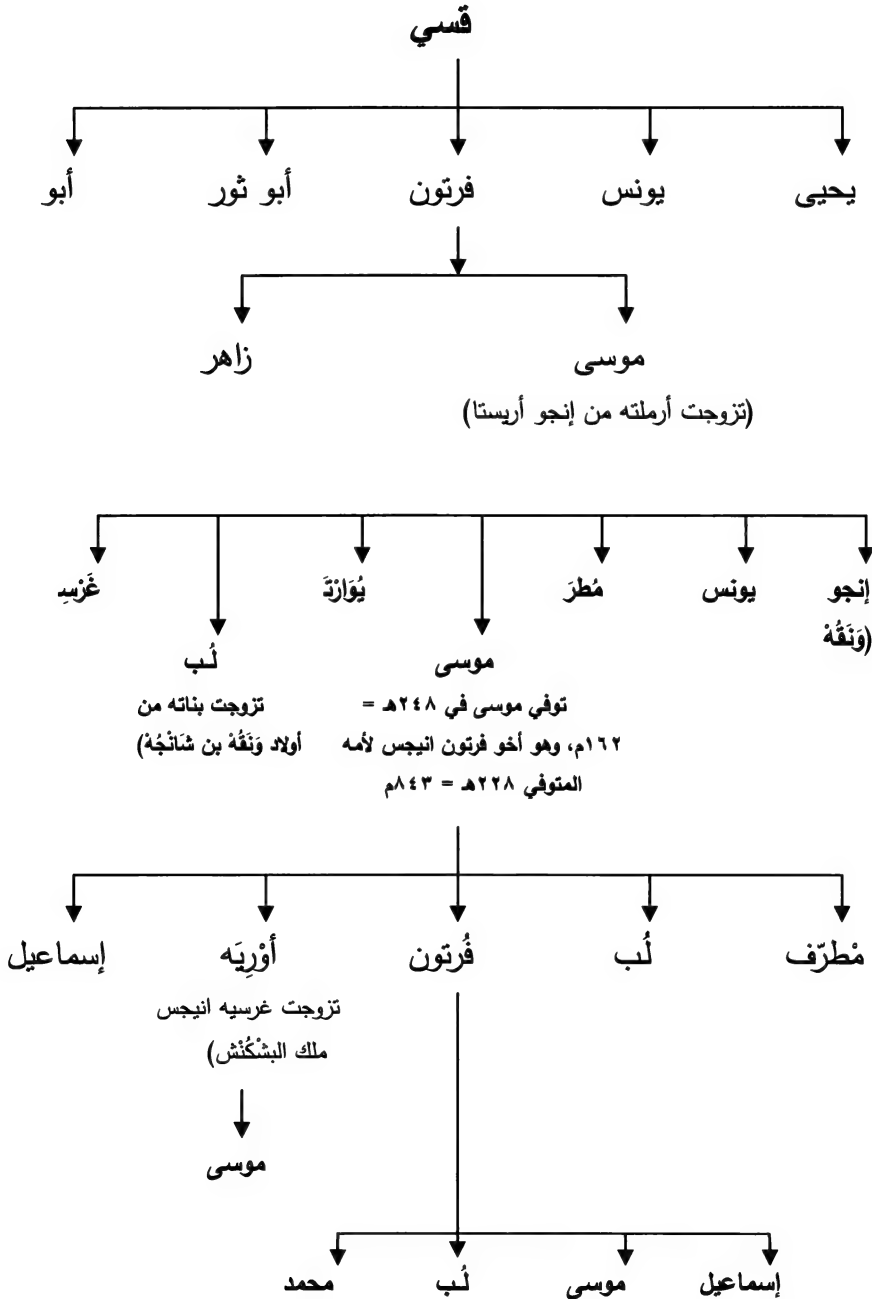 قسي
يحيى يونس فرتون أبو ثور أبو
موسى زاهر
(تزوجت أرملته من إنجو أريستا)
إنجو يونس مُطرَ يُوَارْتَ غَرْسِ
(وَنَقُهْ
موسى لُب
توفي موسى في ٢٤٨هـ = تزوجت بناته من
١٦٢م، وهو أخو فرتون انيجس لأمه أولاد وَنَقُهْ بن شَانْجُهْ)
المتوفي ٢٢٨هـ = ٨٤٣م
مْطرّف لُب فُرتون أوْرِيَه إسماعيل
تزوجت غرسيه انيجس
ملك البشْكُنْش)
موسى
إسماعيل موسى لُب محمد